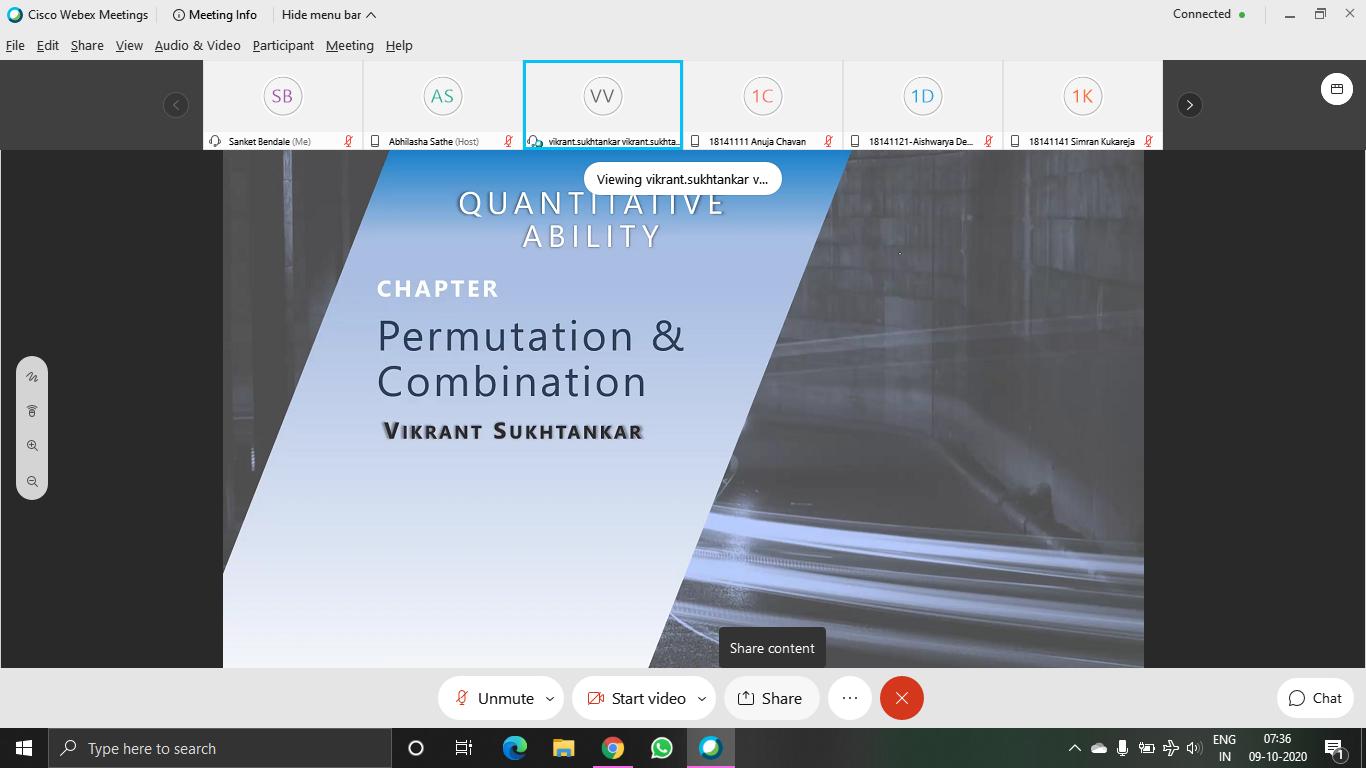 Cisco Webex Meetings
Meeting Info
Hide menu bar
Connected
File Edit Share View Audio & Video Participant Meeting Help
SB
AS
VV
1C
1D
1K
Sanket Bendale (Me)
Abhilasha Sathe (Host)
vikrant.sukhtankar vikrant.sukhta...
18141111 Anuja Chavan
18141121-Aishwarya De...
18141141 Simran Kukareja
Viewing vikrant.sukhtankar v...
QUANTITATIVE
ABILITY
CHAPTER
Permutation &
Combination
VIKRANT SUKHTANKAR
Share content
Unmute
Start video
Share
Chat
Type here to search
ENG
IN
07:36
09-10-2020
1